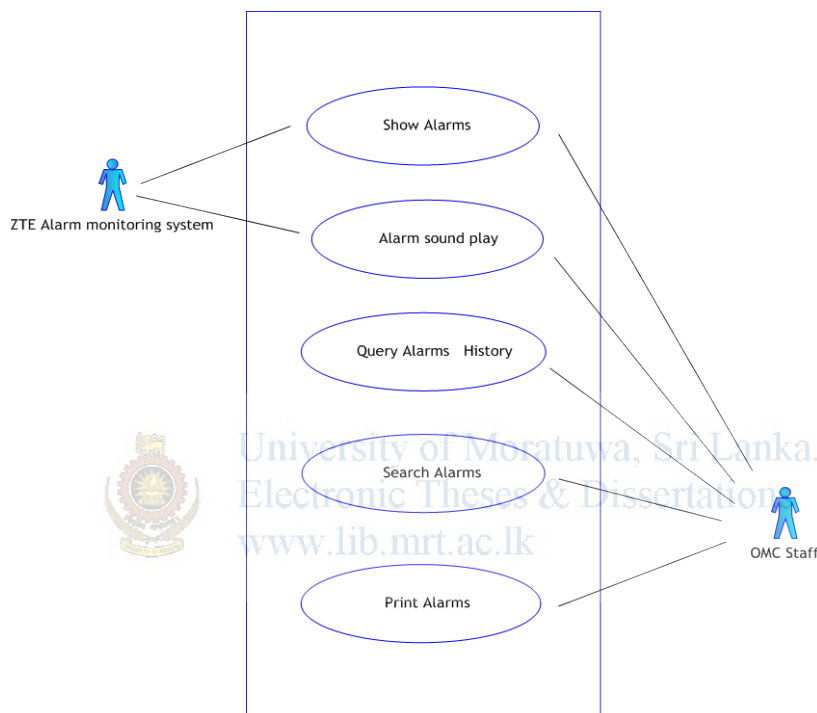 Show Alarms
ZTE Alarm monitoring system
Alarm sound play
Query Alarms History
University of Moratuwa, Sri Lanka.
Search Alarms
Electronic Theses & Dissertations
www.lib.mrt.ac.lk
OMC Staff
Print Alarms